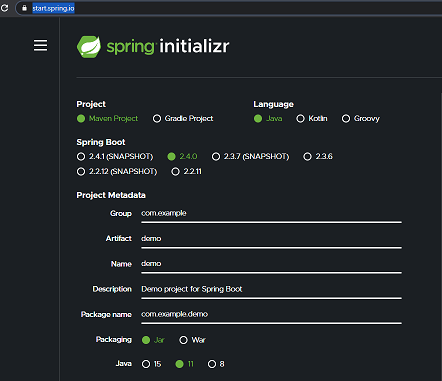 start.spring.io
spring initializr
Project
Maven Project Gradle Project
Language
Java Kotlin Groovy
Spring Boot
2.4.1 (SNAPSHOT) 2.4.0 2.3.7 (SNAPSHOT) 2.3.6
2.2.12 (SNAPSHOT) 2.2.11
Project Metadata
Group com.example
Artifact demo
Name demo
Description Demo project for Spring Boot
Package name com.example.demo
Packaging Jar War
Java 15 11 8